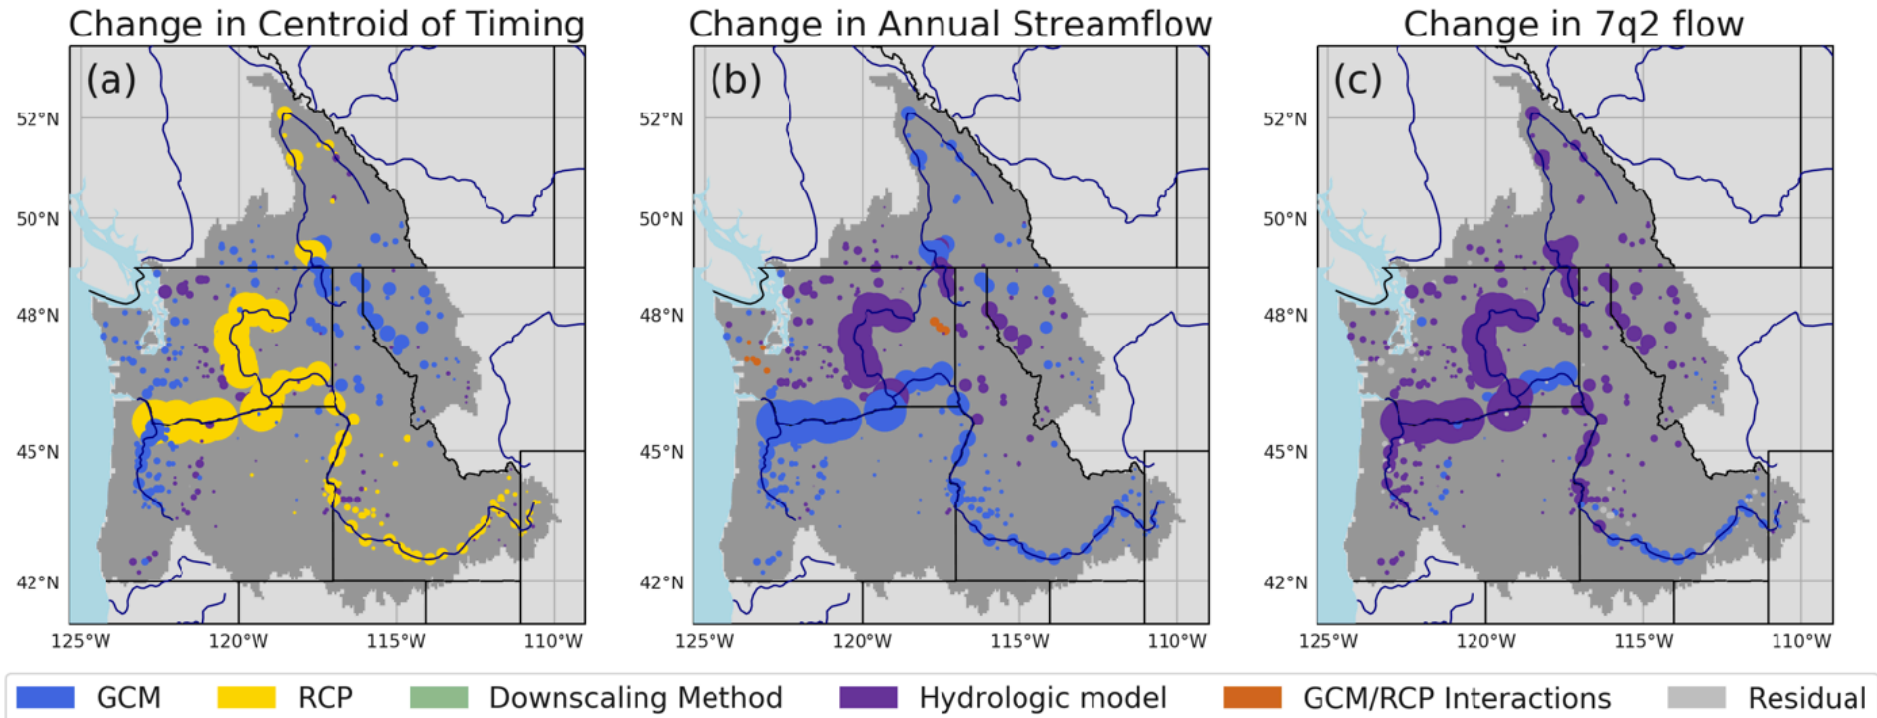 Change in Centroid of Timing
Change in Annual Streamflow
Change in 7q2 flow
(a)
(b)
(c)
52°N
50°N
48°N
45°N
42°N
125°W 120°W 115°W 110°W
52°N
50°N
48°N
45°N
42°N
125°W 120°W 115°W 110°W
52°N
50°N
48°N
45°N
42°N
125°W 120°W 115°W 110°W
GCM RCP Downscaling Method Hydrologic model GCM/RCP Interactions Residual